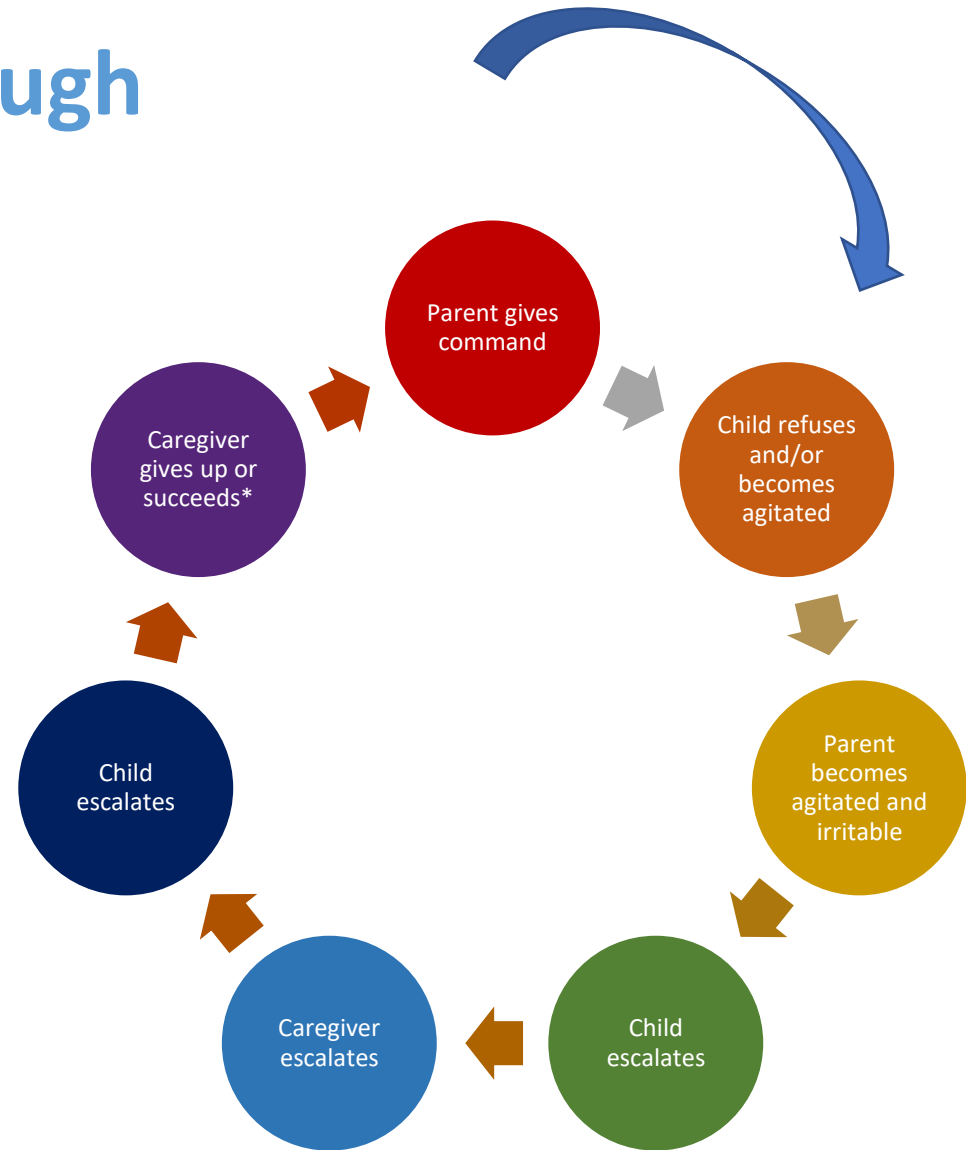 ugh
Parent gives
command
Child refuses
and/or
becomes
agitated
Parent
becomes
agitated and
irritable
Child
escalates
Caregiver
escalates
Child
escalates
Caregiver
gives up or
succeeds*